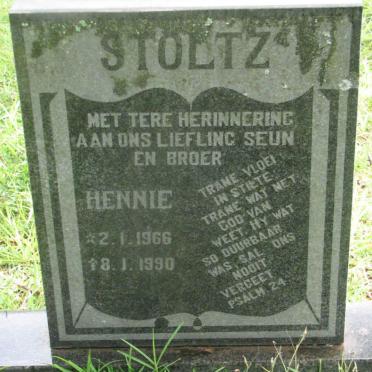 STOLTZ
MET TERE HERINNERING
AAN ONS LIEFLING SEUN
EN BROER
HENNIE
☆2.1.1966
✝8.1.1990
TRANE VLOEI
IN STILTE
TRANE WAT NET
GOD VAN
WEET. HY WAT
SO DUURBAAR
WAS, SAL ONS
NOOIT
VERGEET
PSALM 24